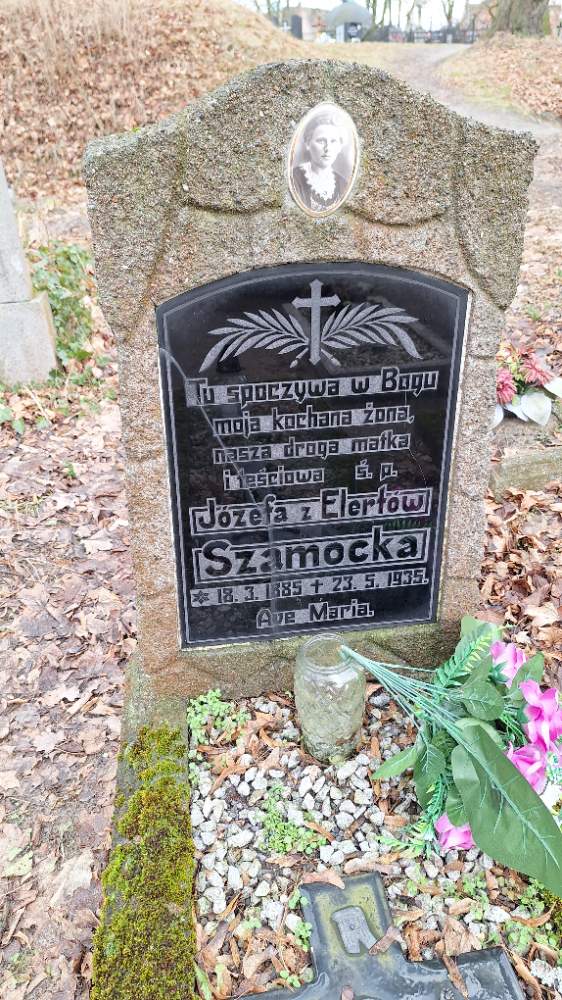 Tu spoczywa w Bogu
moja kochana żona,
nasza droga matka
i teściowa ś. p.
Józefa z Elertów
Szamocka
* 18. 3. 1885 + 23. 5. 1935.
Ave Maria.
R